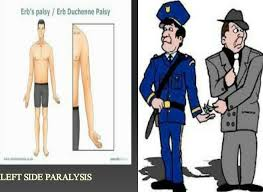 Erb's palsy / Erb Duchenne Palsy
LEFT SIDE PARALYSIS